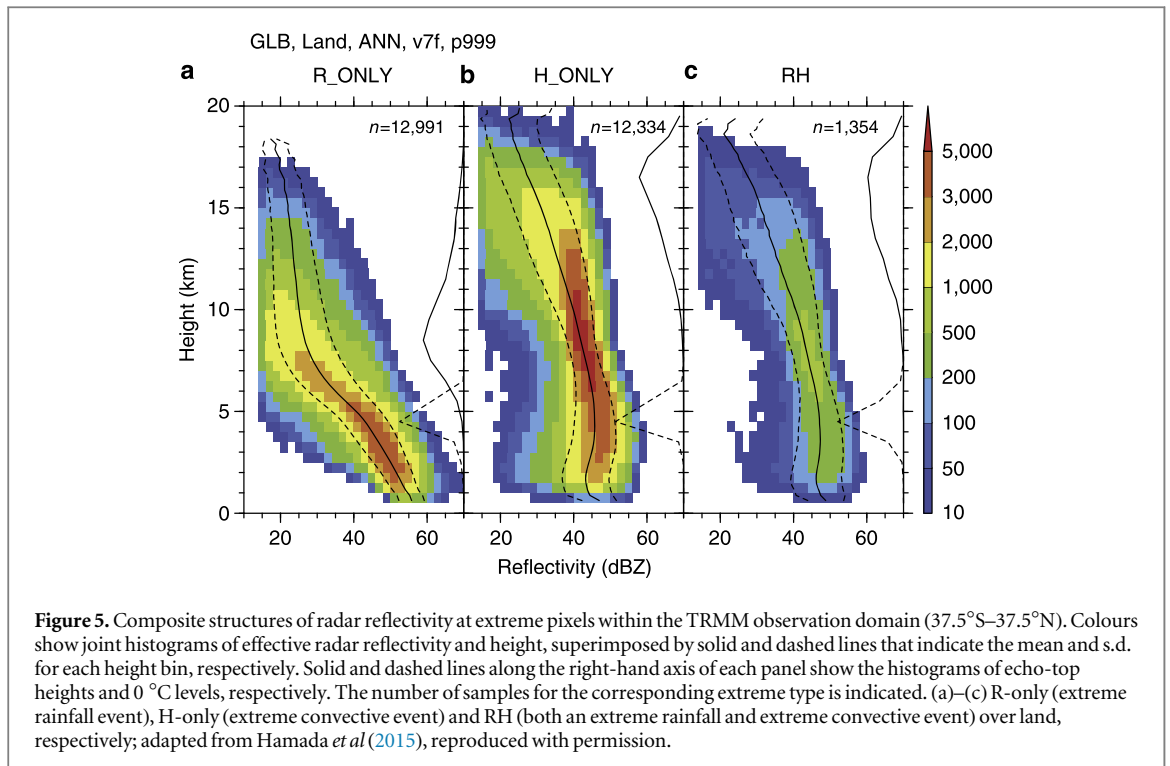 GLB, Land, ANN, v7f, p999
a R_ONLY b H_ONLY c RH
n=12,991 n=12,334 n=1,354
20
15
10
5
0
Height (km)
20 40 60 20 40 60 20 40 60
Reflectivity (dBZ)
5,000
3,000
2,000
1,000
500
200
100
50
10
Figure 5. Composite structures of radar reflectivity at extreme pixels within the TRMM observation domain (37.5°S–37.5°N). Colours
show joint histograms of effective radar reflectivity and height, superimposed by solid and dashed lines that indicate the mean and s.d.
for each height bin, respectively. Solid and dashed lines along the right-hand axis of each panel show the histograms of echo-top
heights and 0 °C levels, respectively. The number of samples for the corresponding extreme type is indicated. (a)–(c) R-only (extreme
rainfall event), H-only (extreme convective event) and RH (both an extreme rainfall and extreme convective event) over land,
respectively; adapted from Hamada et al (2015), reproduced with permission.